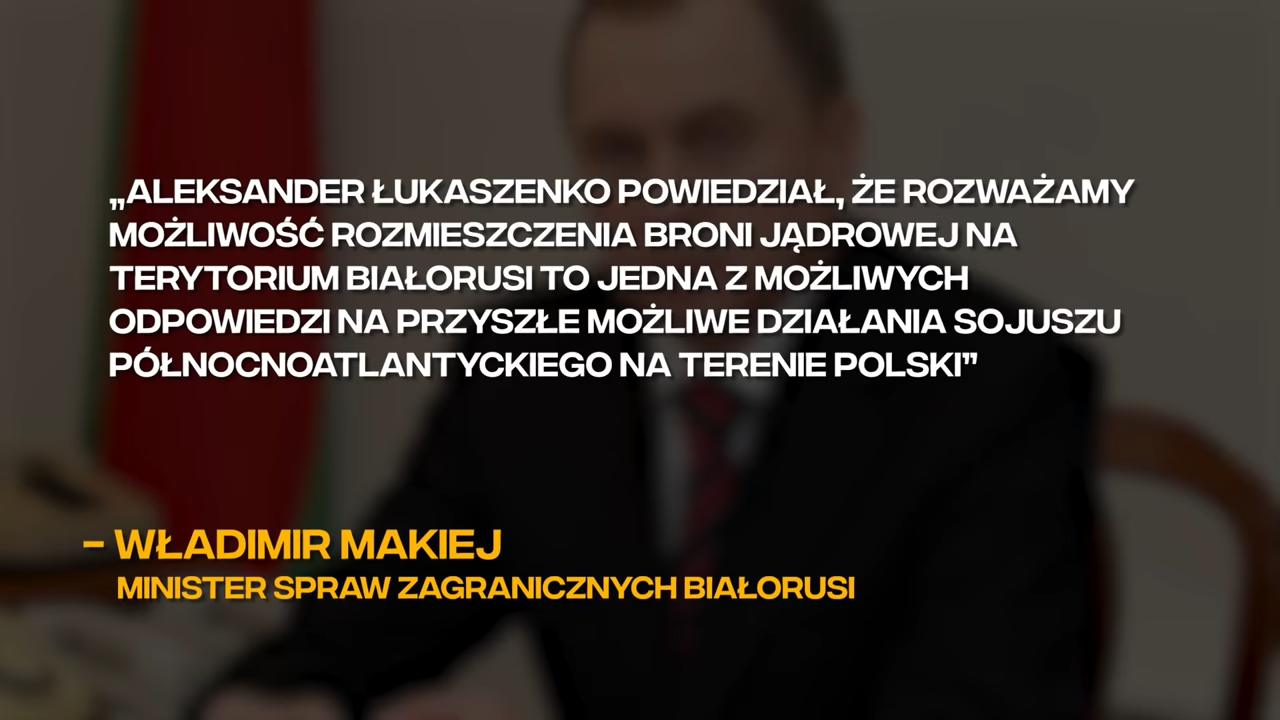 „ALEKSANDER ŁUKASZENKO POWIEDZIAŁ, ŻE ROZWAŻAMY
MOŻLIWOŚĆ ROZMIESZCZENIA BRONI JĄDROWEJ NA
TERYTORIUM BIAŁORUSI TO JEDNA Z MOŻLIWYCH
ODPOWIEDZI NA PRZYSZŁE MOŻLIWE DZIAŁANIA SOJUSZU
PÓŁNOCNOATLANTYCKIEGO NA TERENIE POLSKI”
– WŁADIMIR MAKIEJ
MINISTER SPRAW ZAGRANICZNYCH BIAŁORUSI